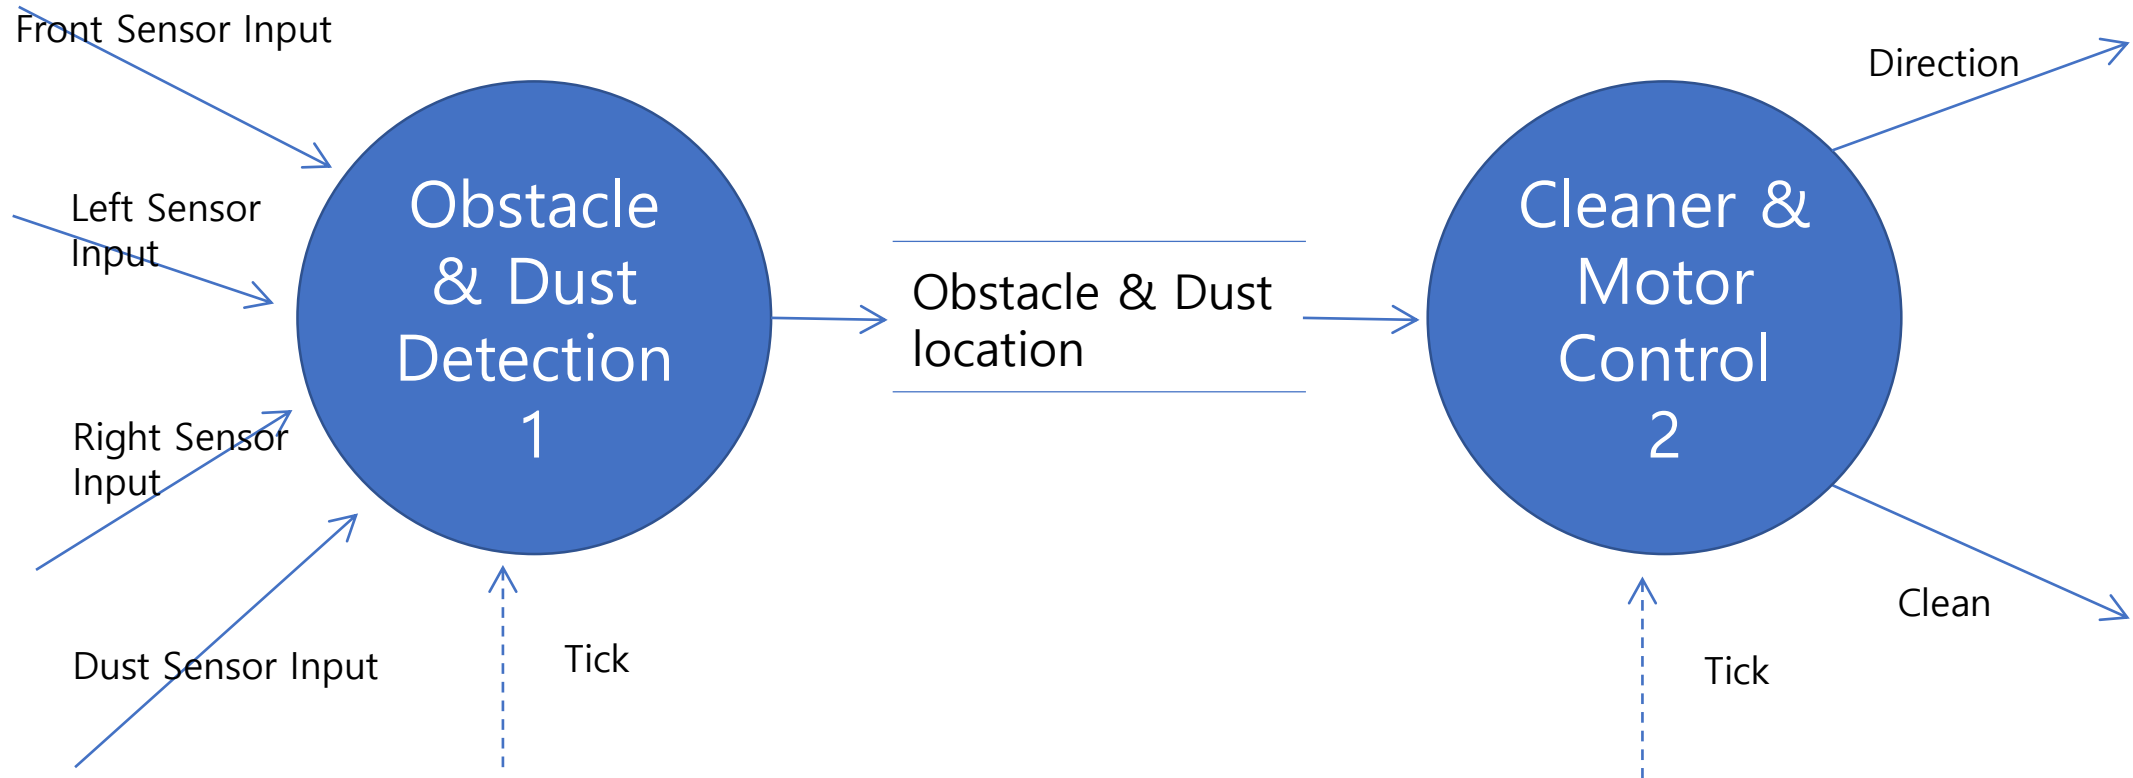 Front Sensor Input
Left Sensor
Input
Right Sensor
Input
Dust Sensor Input
Obstacle
& Dust
Detection
1
Tick
Obstacle & Dust
location
Cleaner &
Motor
Control
2
Tick
Direction
Clean